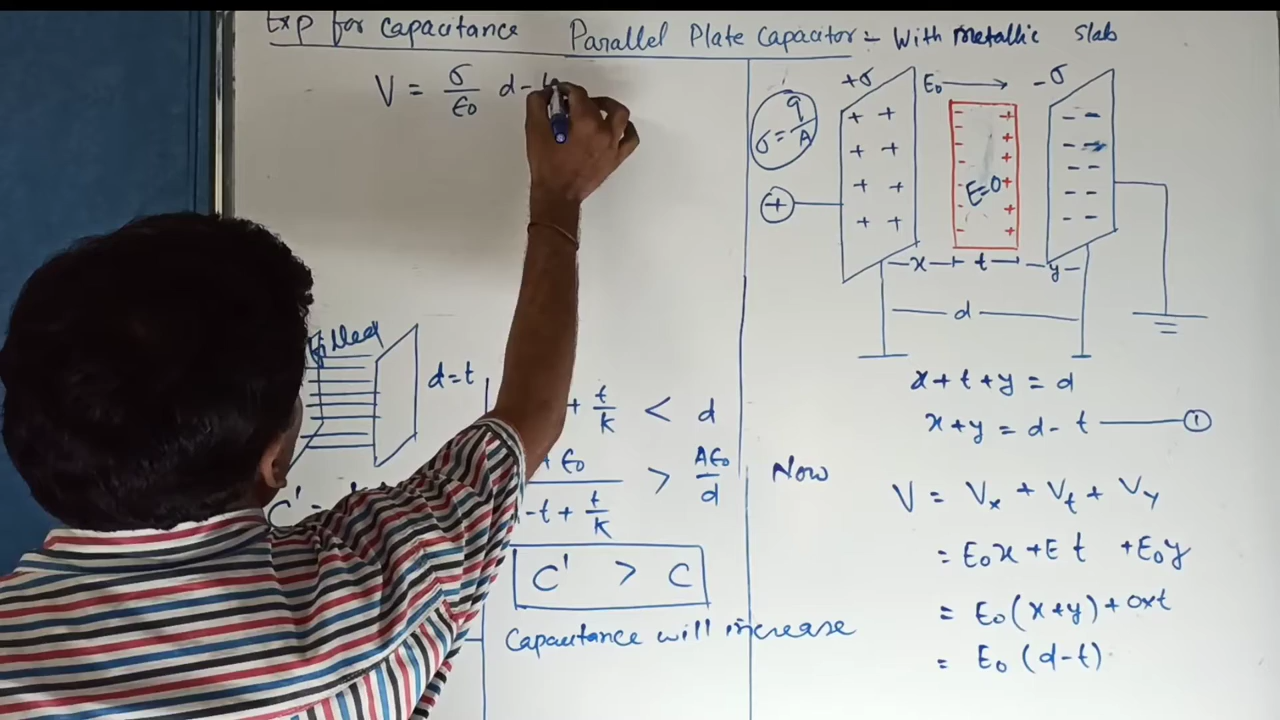 Exp for capacitance Parallel Plate Capacitor = With metallic slab
V = σ/ε₀ d-
d=t
+ t/k < d
ε₀/-t + t/k > Aε₀/d
C' > C
Capacitance will increase
σ = q/A
+
+σ E₀ → -σ
+ + - + - -
+ + - + - -
+ + - + - -
+ + - + - -
E=0
x t y
d
x + t + y = d
x + y = d - t ——— ①
Now
V = Vx + Vt + Vy
= E₀x + E t + E₀y
= E₀(x+y) + 0×t
= E₀(d-t)